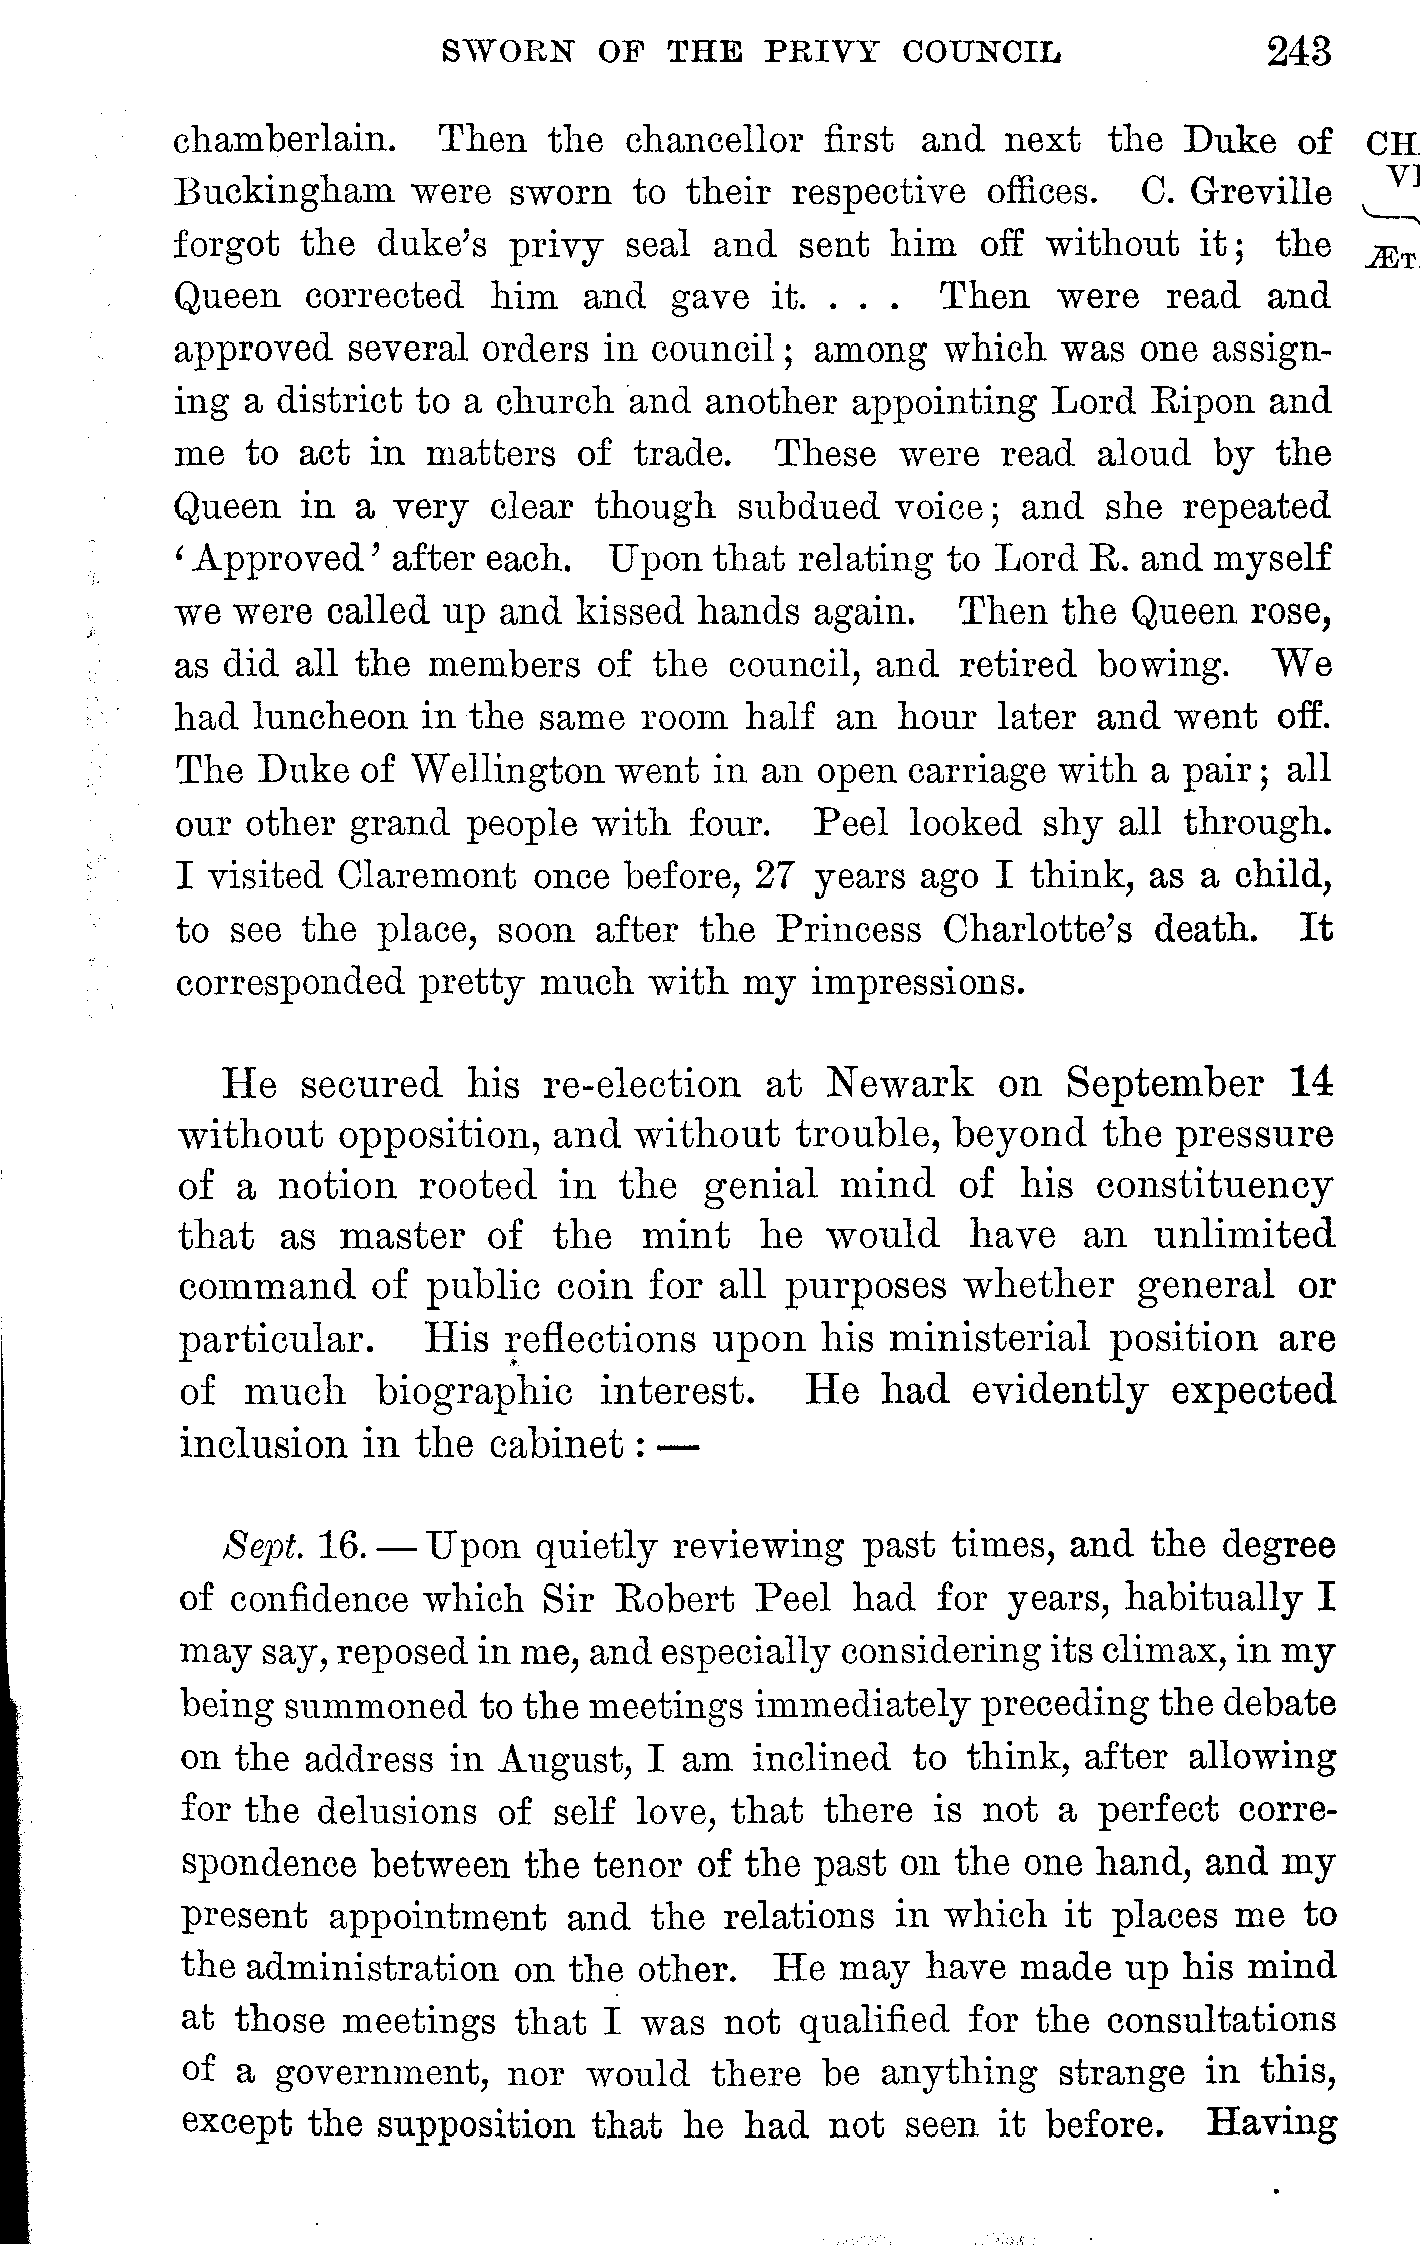 SWORN OF THE PRIVY COUNCIL 243
chamberlain. Then the chancellor first and next the Duke of
Buckingham were sworn to their respective offices. C. Greville
forgot the duke's privy seal and sent him off without it; the
Queen corrected him and gave it. . . . Then were read and
approved several orders in council; among which was one assign-
ing a district to a church and another appointing Lord Ripon and
me to act in matters of trade. These were read aloud by the
Queen in a very clear though subdued voice; and she repeated
'Approved' after each. Upon that relating to Lord R. and myself
we were called up and kissed hands again. Then the Queen rose,
as did all the members of the council, and retired bowing. We
had luncheon in the same room half an hour later and went off.
The Duke of Wellington went in an open carriage with a pair; all
our other grand people with four. Peel looked shy all through.
I visited Claremont once before, 27 years ago I think, as a child,
to see the place, soon after the Princess Charlotte's death. It
corresponded pretty much with my impressions.
He secured his re-election at Newark on September 14
without opposition, and without trouble, beyond the pressure
of a notion rooted in the genial mind of his constituency
that as master of the mint he would have an unlimited
command of public coin for all purposes whether general or
particular. His reflections upon his ministerial position are
of much biographic interest. He had evidently expected
inclusion in the cabinet: —
Sept. 16. — Upon quietly reviewing past times, and the degree
of confidence which Sir Robert Peel had for years, habitually I
may say, reposed in me, and especially considering its climax, in my
being summoned to the meetings immediately preceding the debate
on the address in August, I am inclined to think, after allowing
for the delusions of self love, that there is not a perfect corre-
spondence between the tenor of the past on the one hand, and my
present appointment and the relations in which it places me to
the administration on the other. He may have made up his mind
at those meetings that I was not qualified for the consultations
of a government, nor would there be anything strange in this,
except the supposition that he had not seen it before. Having
CH
ÆT.